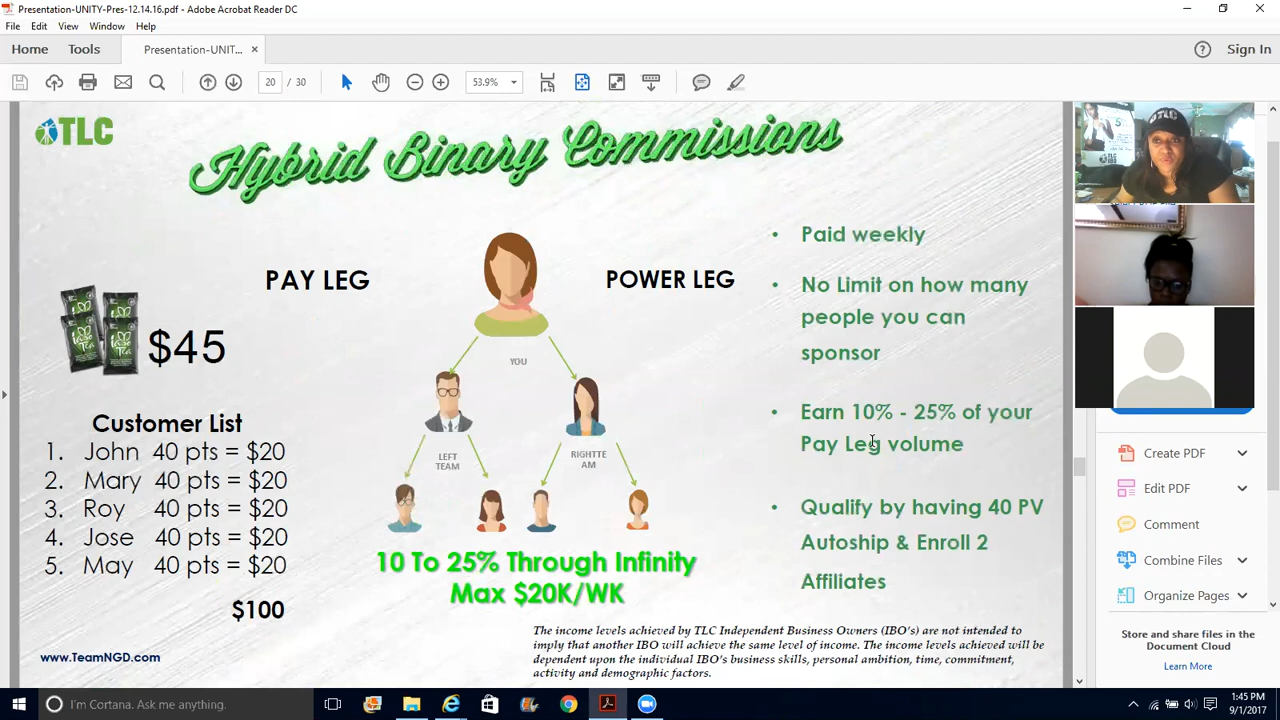 Presentation-UNITY-Pres-12.14.16.pdf - Adobe Acrobat Reader DC
File Edit View Window Help
Home Tools Presentation-UNIT... Sign In
20 / 30 53.9%
TLC
Hybrid Binary Commissions
PAY LEG
POWER LEG
Iaso Tea
$45
YOU
LEFT
TEAM
RIGHTTE
AM
Customer List
1. John 40 pts = $20
2. Mary 40 pts = $20
3. Roy 40 pts = $20
4. Jose 40 pts = $20
5. May 40 pts = $20
$100
10 To 25% Through Infinity
Max $20K/WK
• Paid weekly
• No Limit on how many
people you can
sponsor
• Earn 10% - 25% of your
Pay Leg volume
• Qualify by having 40 PV
Autoship & Enroll 2
Affiliates
The income levels achieved by TLC Independent Business Owners (IBO's) are not intended to
imply that another IBO will achieve the same level of income. The income levels achieved will be
dependent upon the individual IBO's business skills, personal ambition, time, commitment,
activity and demographic factors.
www.TeamNGD.com
TLC
Create PDF
Edit PDF
Comment
Combine Files
Organize Pages
Store and share files in the
Document Cloud
Learn More
I'm Cortana. Ask me anything.
1:45 PM
9/1/2017